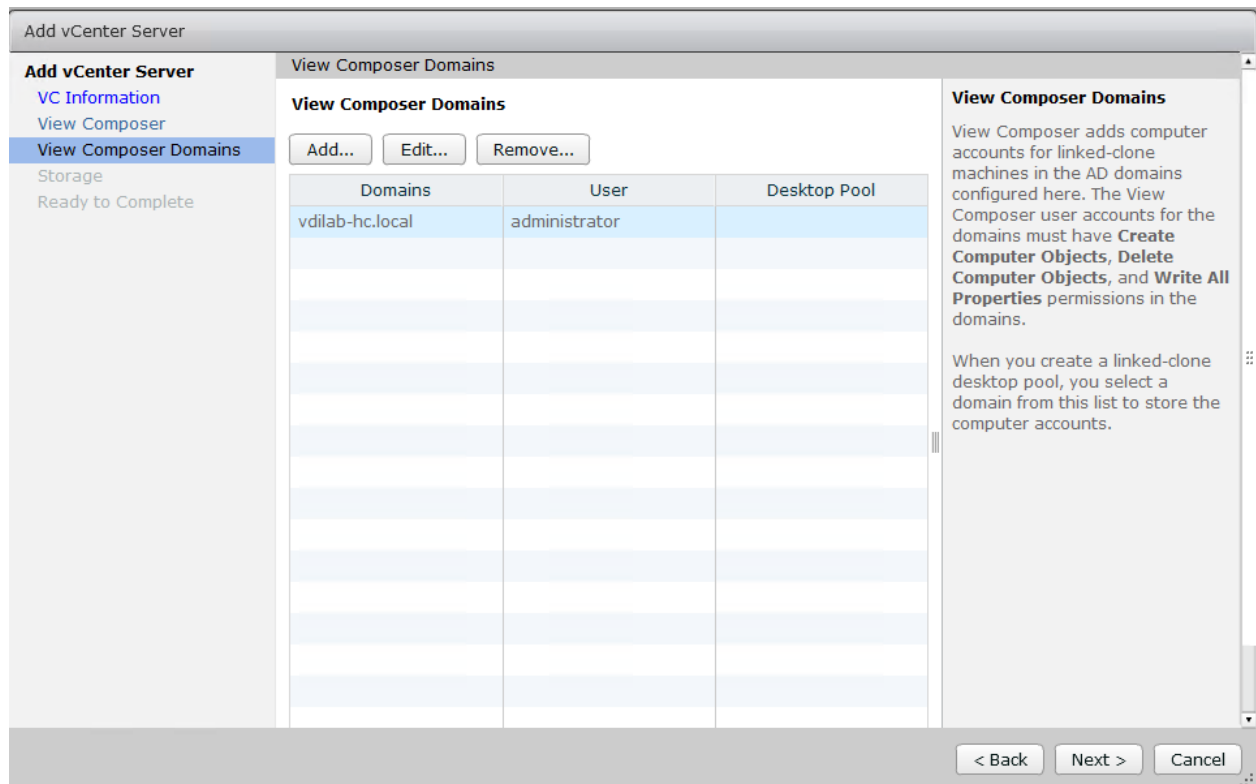 Add vCenter Server
Add vCenter Server
VC Information
View Composer
View Composer Domains
Storage
Ready to Complete
View Composer Domains
View Composer Domains
Add...
Edit...
Remove...
Domains User Desktop Pool
vdilab-hc.local administrator
View Composer Domains
View Composer adds computer
accounts for linked-clone
machines in the AD domains
configured here. The View
Composer user accounts for the
domains must have Create
Computer Objects, Delete
Computer Objects, and Write All
Properties permissions in the
domains.
When you create a linked-clone
desktop pool, you select a
domain from this list to store the
computer accounts.
< Back
Next >
Cancel